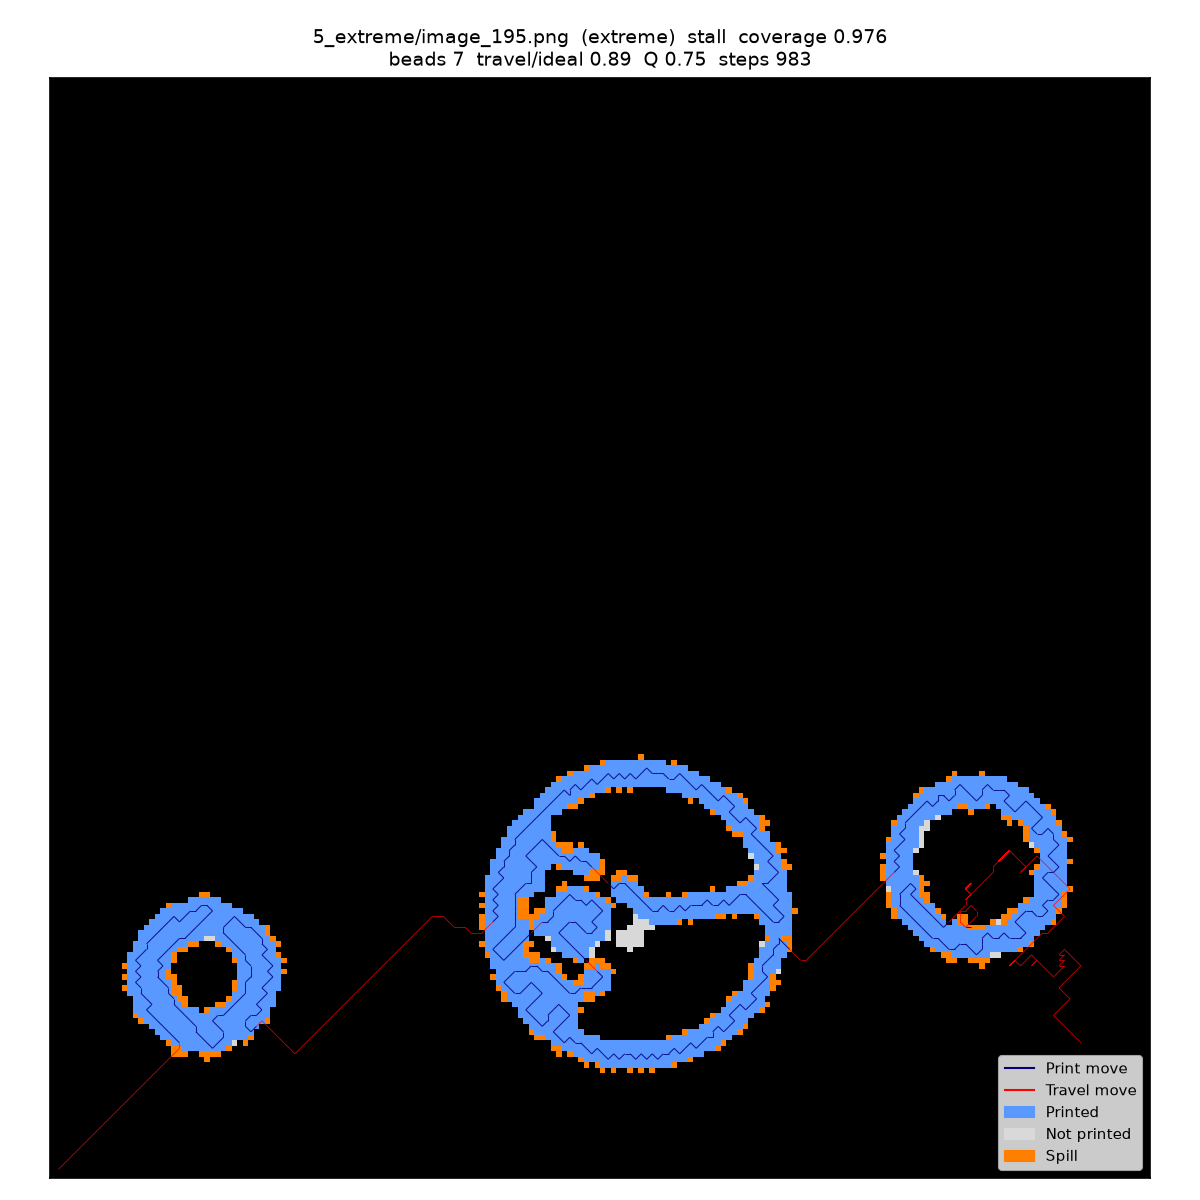 5_extreme/image_195.png  (extreme)  stall  coverage 0.976
beads 7  travel/ideal 0.89  Q 0.75  steps 983
Print move
Travel move
Printed
Not printed
Spill